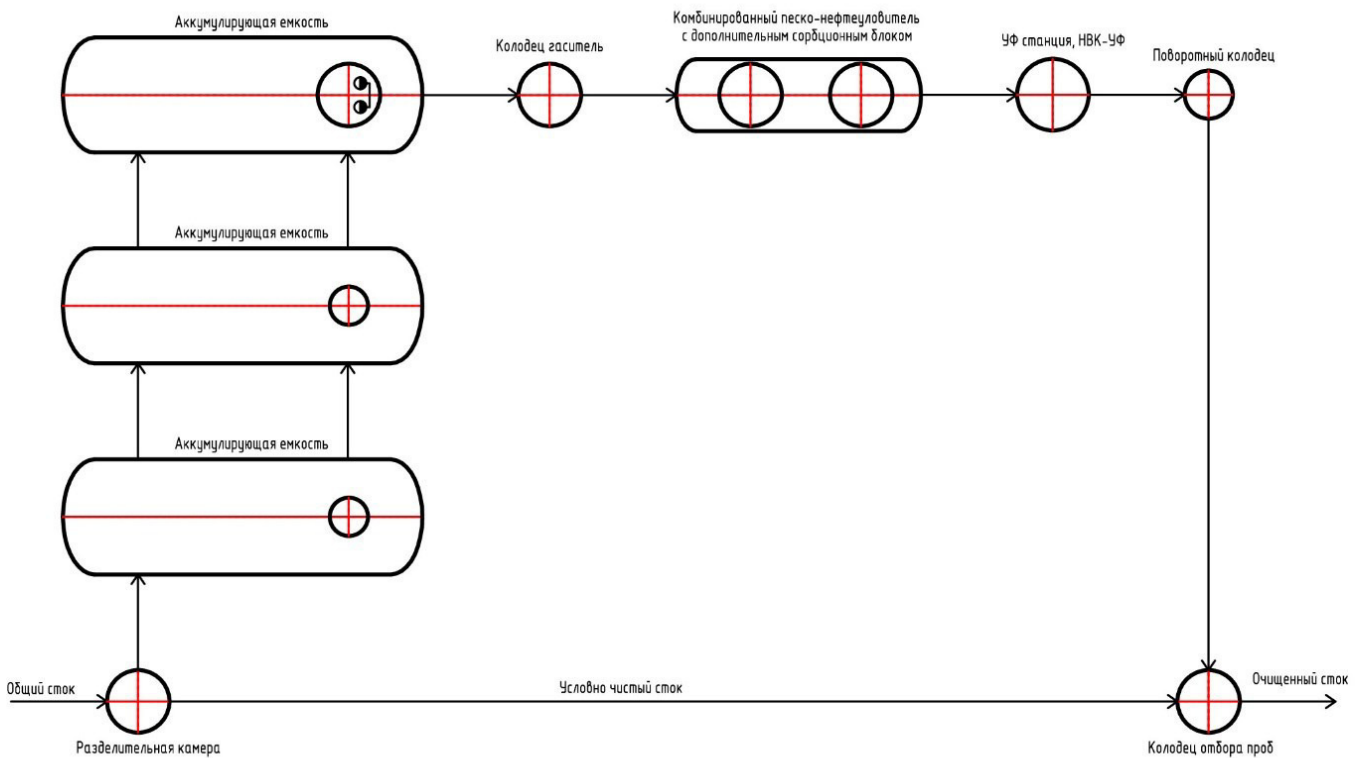 Аккумулирующая емкость
Колодец гаситель
Комбинированный песко-нефтеуловитель
с дополнительным сорбционным блоком
УФ станция, НВК-УФ
Поворотный колодец
Аккумулирующая емкость
Аккумулирующая емкость
Общий сток
Условно чистый сток
Очищенный сток
Разделительная камера
Колодец отбора проб